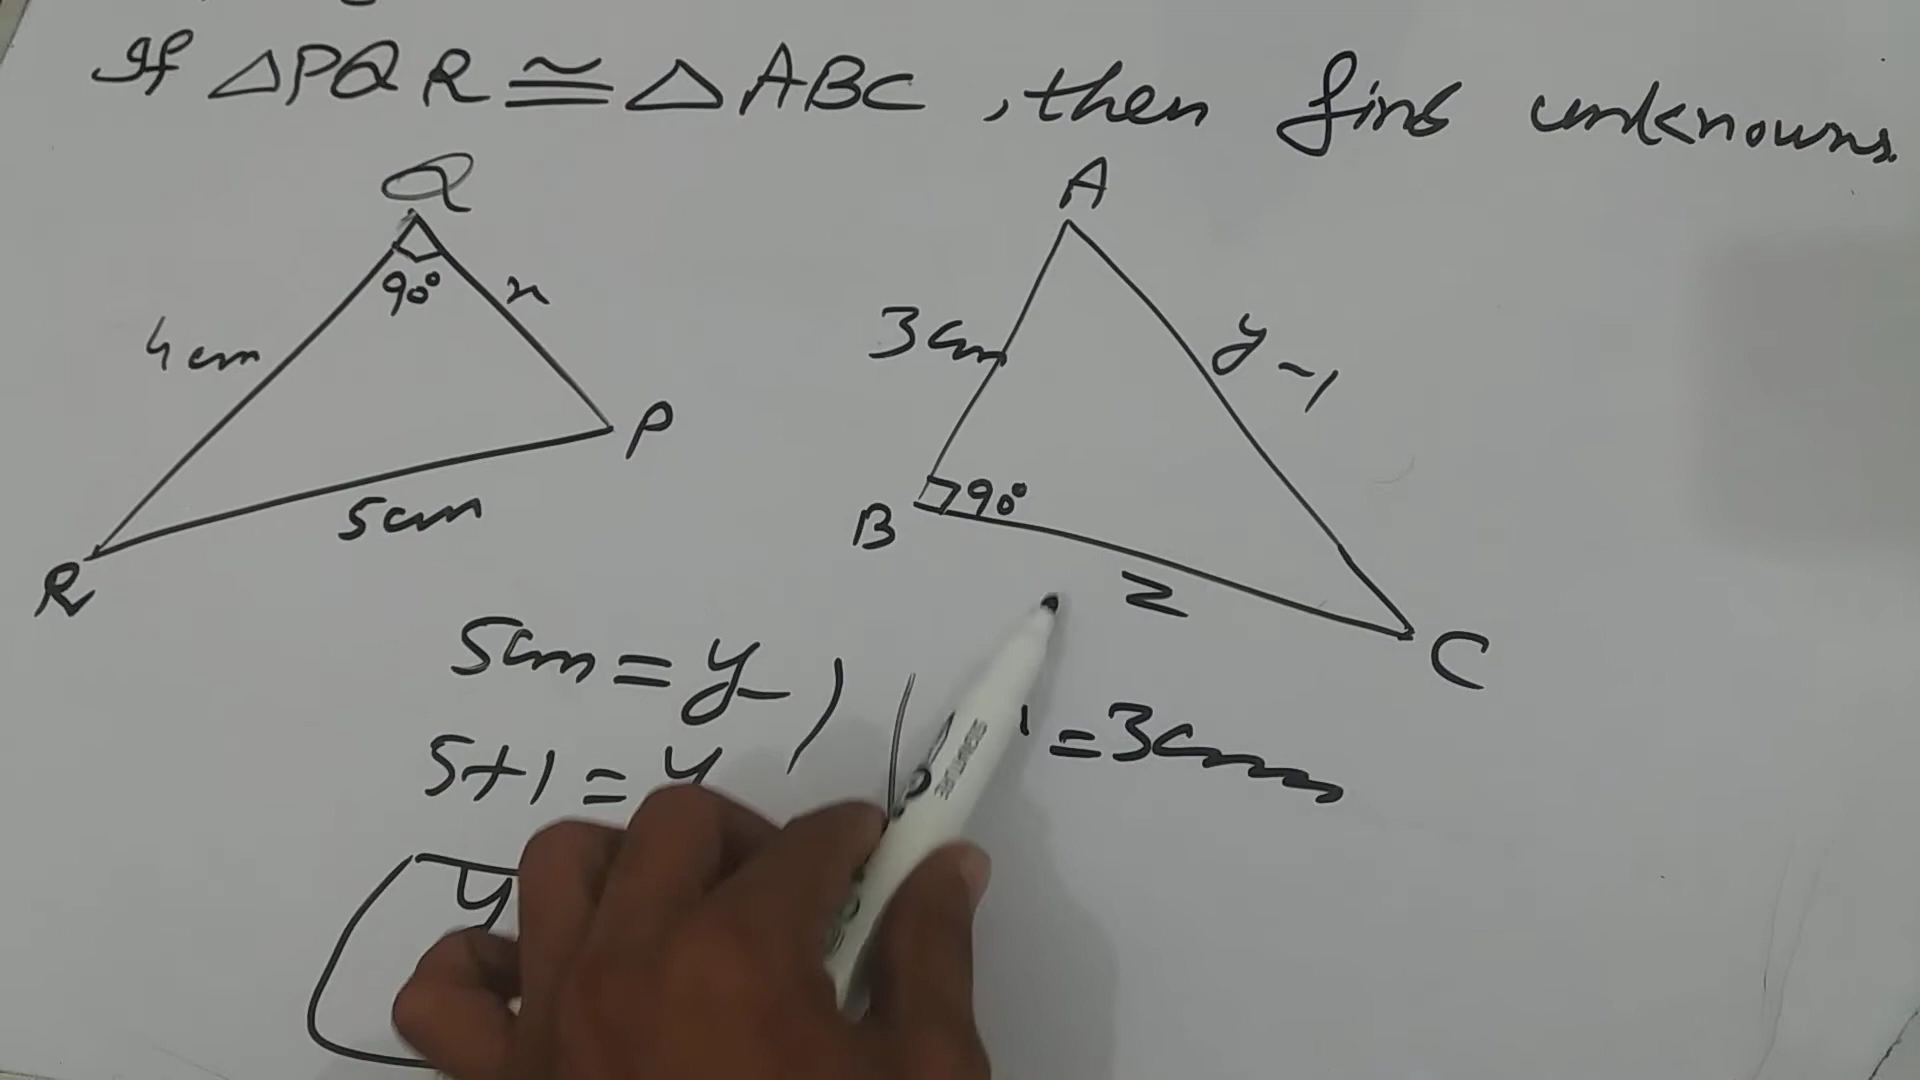 If △PQR ≅ △ABC, then find unknowns.
Q
90°
x
4cm
P
5cm
R
A
3cm
y-1
B
90°
z
C
5cm = y-1
= 3cm
5+1 = y
y